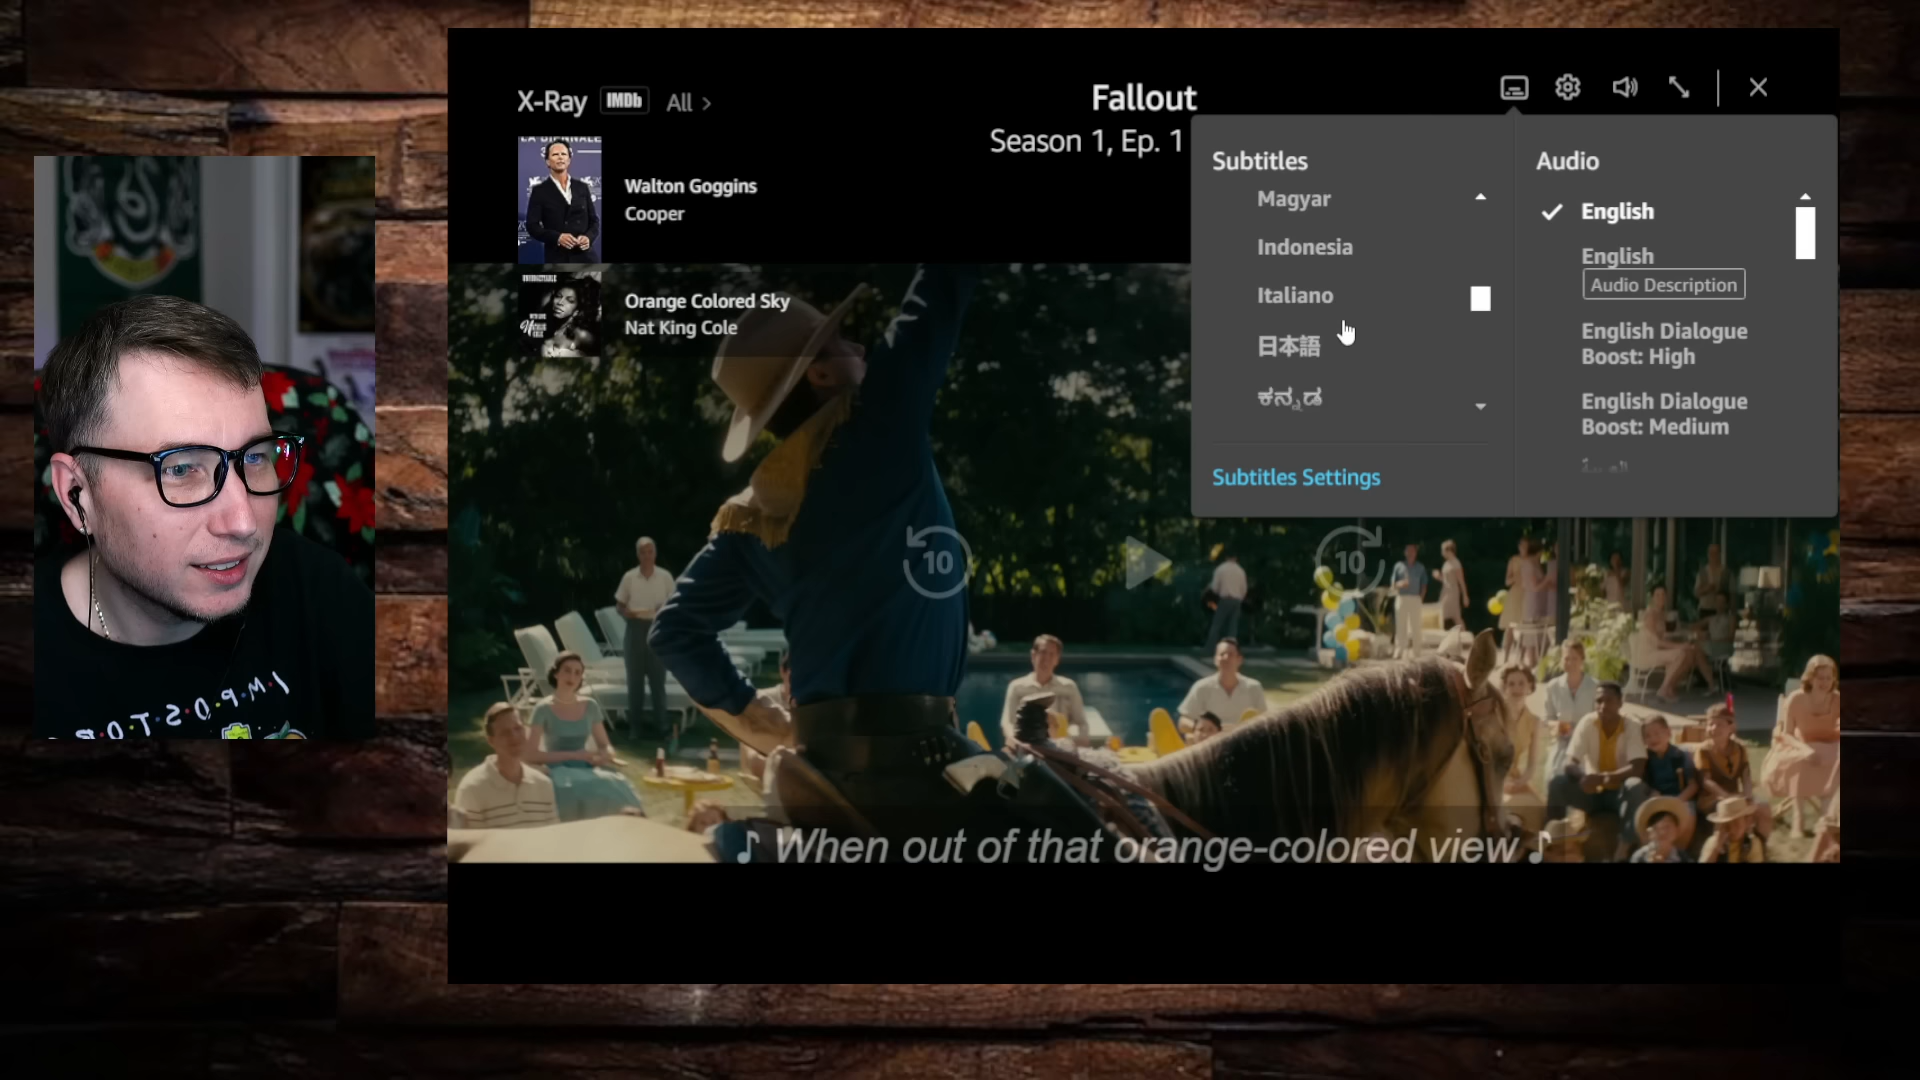 X-Ray IMDb All >
Walton Goggins
Cooper
Orange Colored Sky
Nat King Cole
Fallout
Season 1, Ep. 1
Subtitles
Magyar
Indonesia
Italiano
日本語
ಕನ್ನಡ
Subtitles Settings
Audio
English
English
Audio Description
English Dialogue
Boost: High
English Dialogue
Boost: Medium
10
10
♪ When out of that orange-colored view ♪